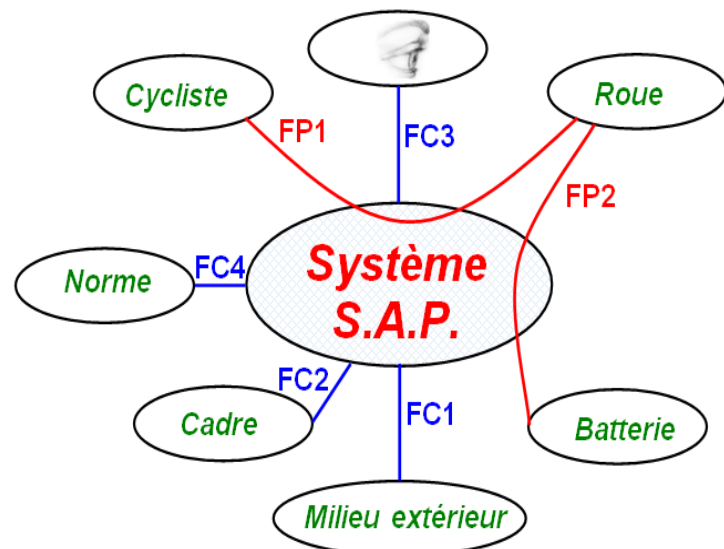 Cycliste
Roue
FP1
FC3
FP2
Système
S.A.P.
Norme
FC4
FC2
FC1
Cadre
Batterie
Milieu extérieur